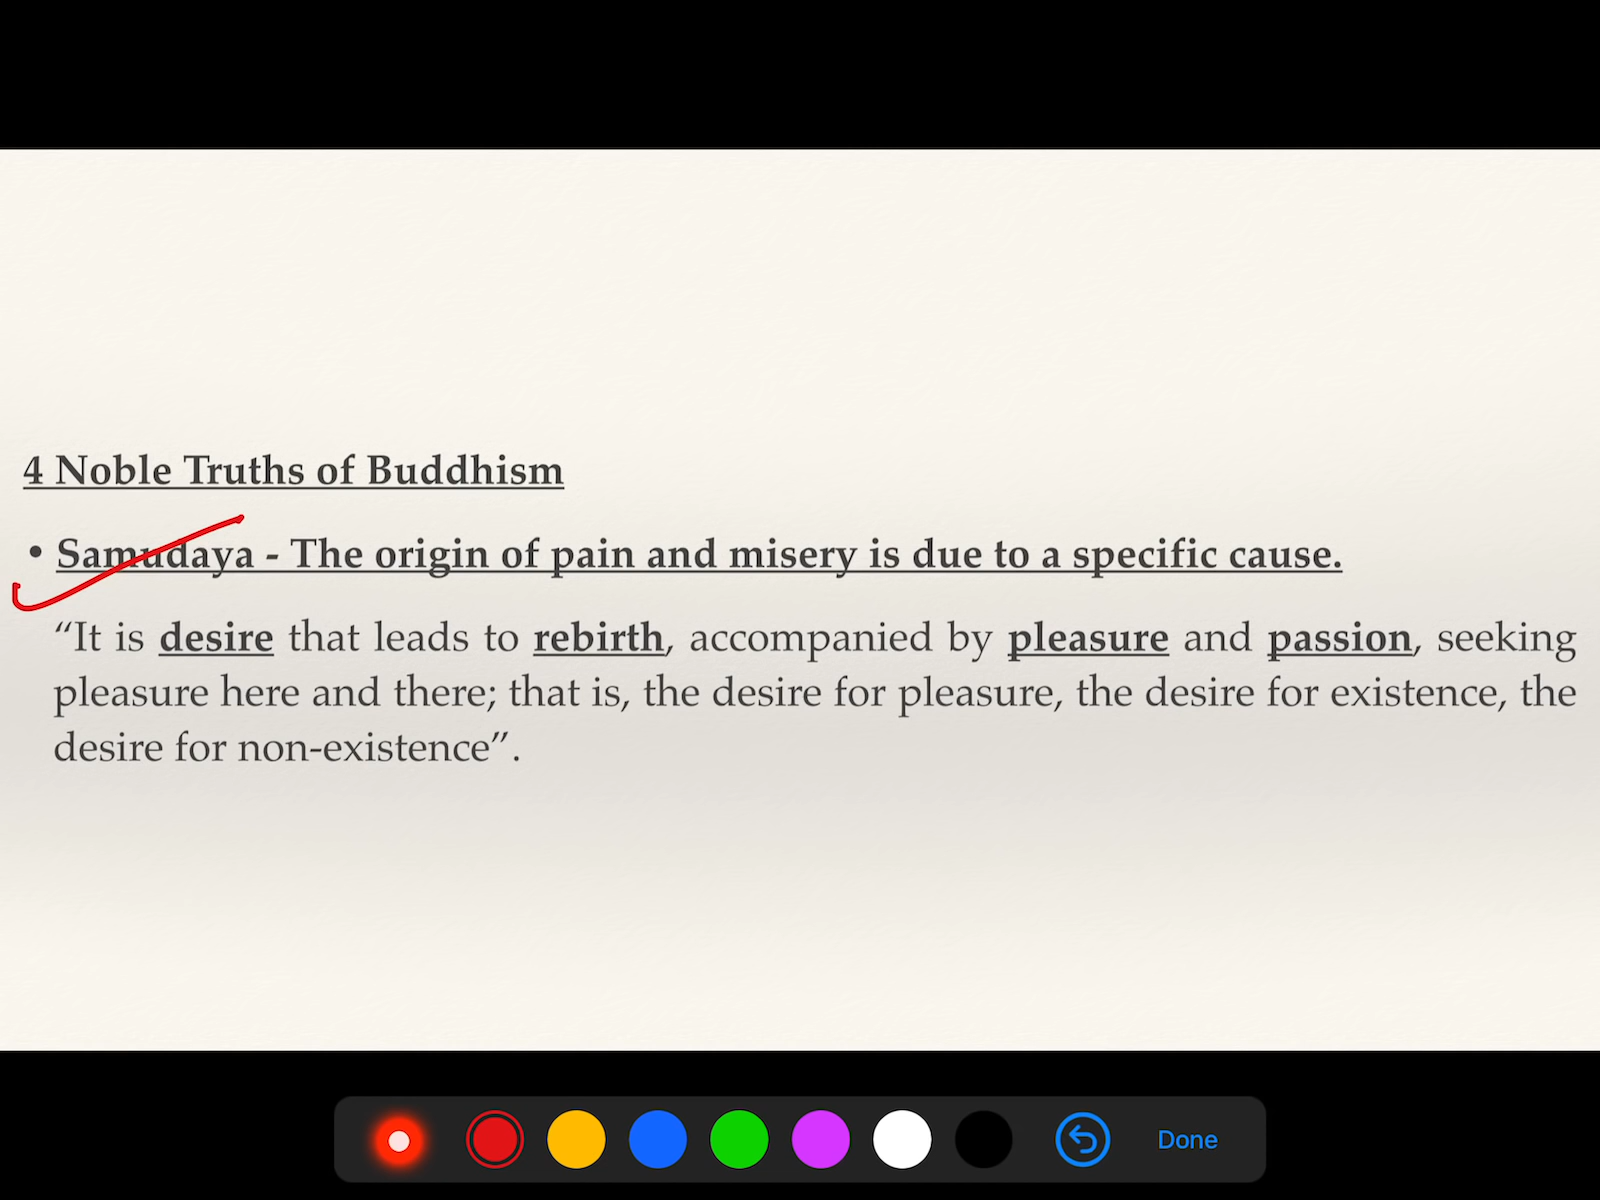 4 Noble Truths of Buddhism
• Samudaya - The origin of pain and misery is due to a specific cause.
“It is desire that leads to rebirth, accompanied by pleasure and passion, seeking
pleasure here and there; that is, the desire for pleasure, the desire for existence, the
desire for non-existence”.
Done